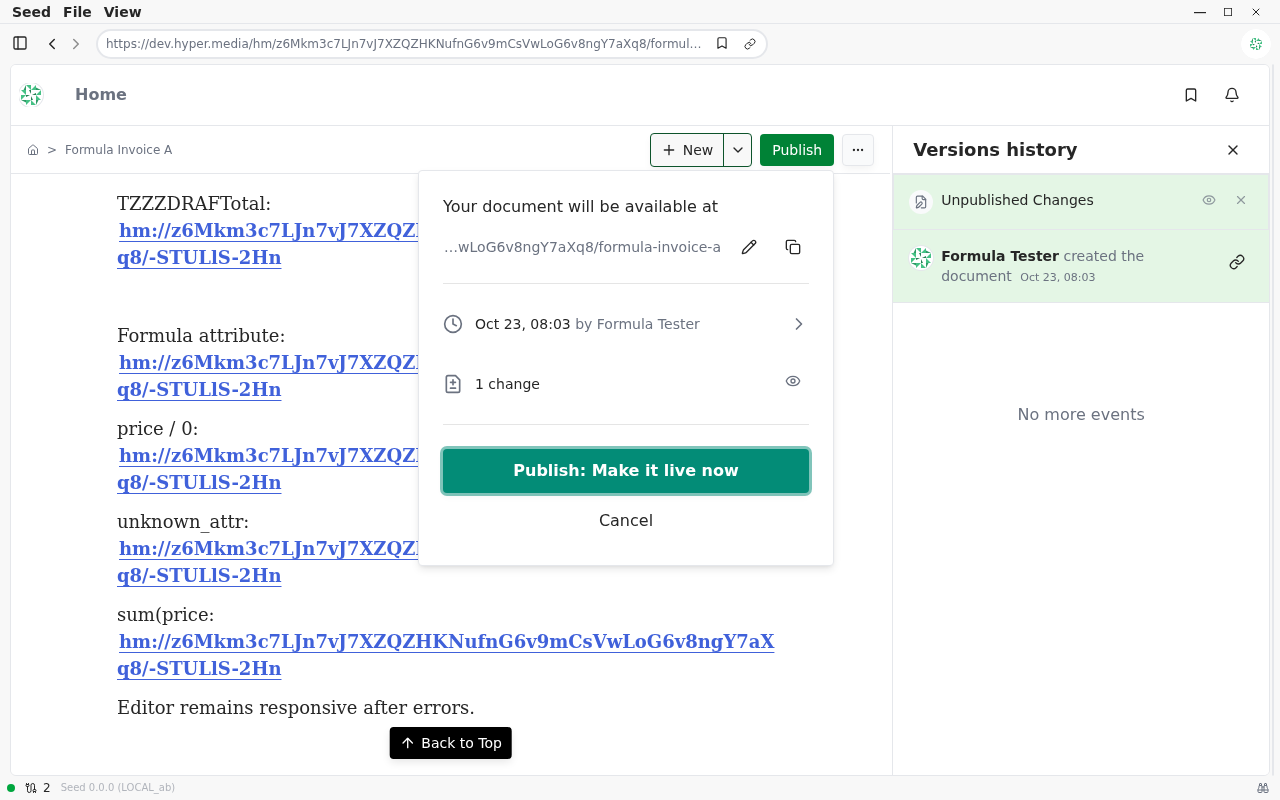 Seed File View
https://dev.hyper.media/hm/z6Mkm3c7LJn7vJ7XZQZHKNufnG6v9mCsVwLoG6v8ngY7aXq8/formul...
Home
> Formula Invoice A
New
Publish
Versions history
TZZZDRAFTotal:
hm://z6Mkm3c7LJn7vJ7XZQZ
q8/-STULlS-2Hn
Formula attribute:
hm://z6Mkm3c7LJn7vJ7XZQZ
q8/-STULlS-2Hn
price / 0:
hm://z6Mkm3c7LJn7vJ7XZQZ
q8/-STULlS-2Hn
unknown_attr:
hm://z6Mkm3c7LJn7vJ7XZQZ
q8/-STULlS-2Hn
sum(price:
hm://z6Mkm3c7LJn7vJ7XZQZHKNufnG6v9mCsVwLoG6v8ngY7aX
q8/-STULlS-2Hn
Editor remains responsive after errors.
Back to Top
Your document will be available at
...wLoG6v8ngY7aXq8/formula-invoice-a
Oct 23, 08:03 by Formula Tester
1 change
Publish: Make it live now
Cancel
Unpublished Changes
Formula Tester created the
document Oct 23, 08:03
No more events
2 Seed 0.0.0 (LOCAL_ab)